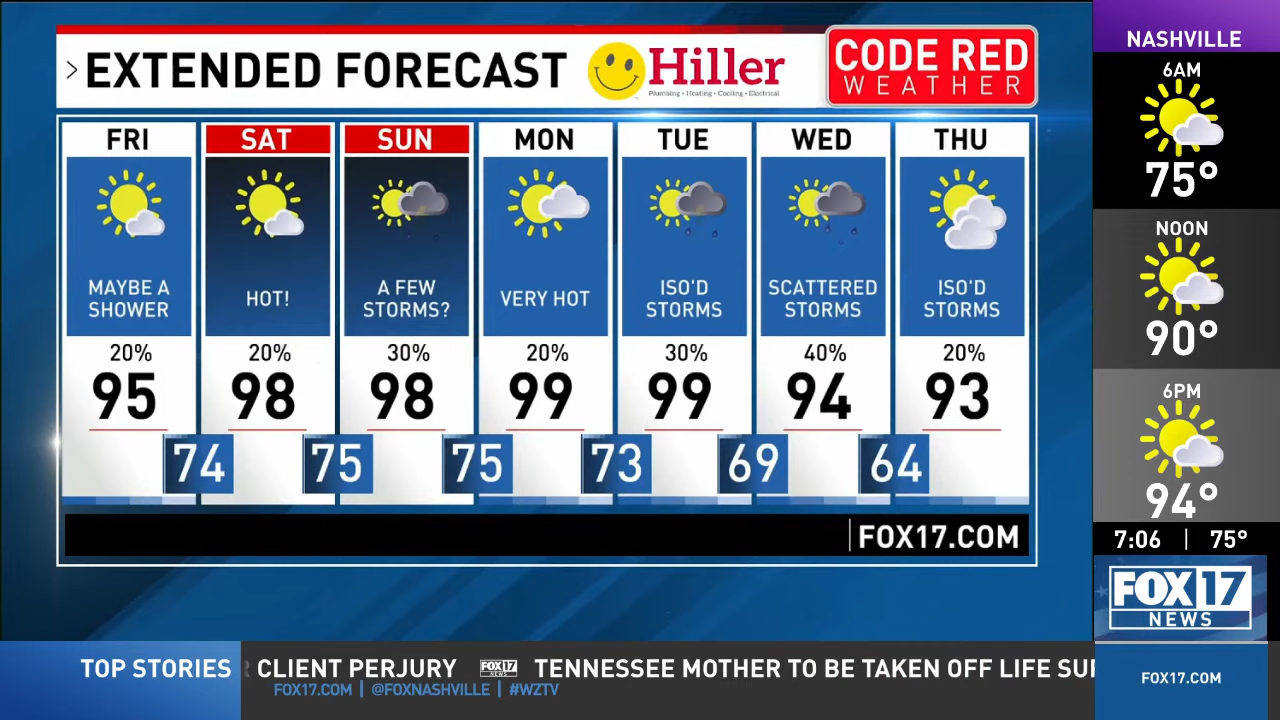 > EXTENDED FORECAST
Hiller
Plumbing • Heating • Cooling • Electrical
CODE RED
WEATHER
FRI
SAT
SUN
MON
TUE
WED
THU
MAYBE A
SHOWER
HOT!
A FEW
STORMS?
VERY HOT
ISO'D
STORMS
SCATTERED
STORMS
ISO'D
STORMS
20%
20%
30%
20%
30%
40%
20%
95
98
98
99
99
94
93
74
75
75
73
69
64
FOX17.COM
NASHVILLE
6AM
75°
NOON
90°
6PM
94°
7:06 | 75°
FOX 17
NEWS
TOP STORIES
CLIENT PERJURY FOX 17 NEWS TENNESSEE MOTHER TO BE TAKEN OFF LIFE
FOX17.COM | @FOXNASHVILLE | #WZTV
FOX17.COM